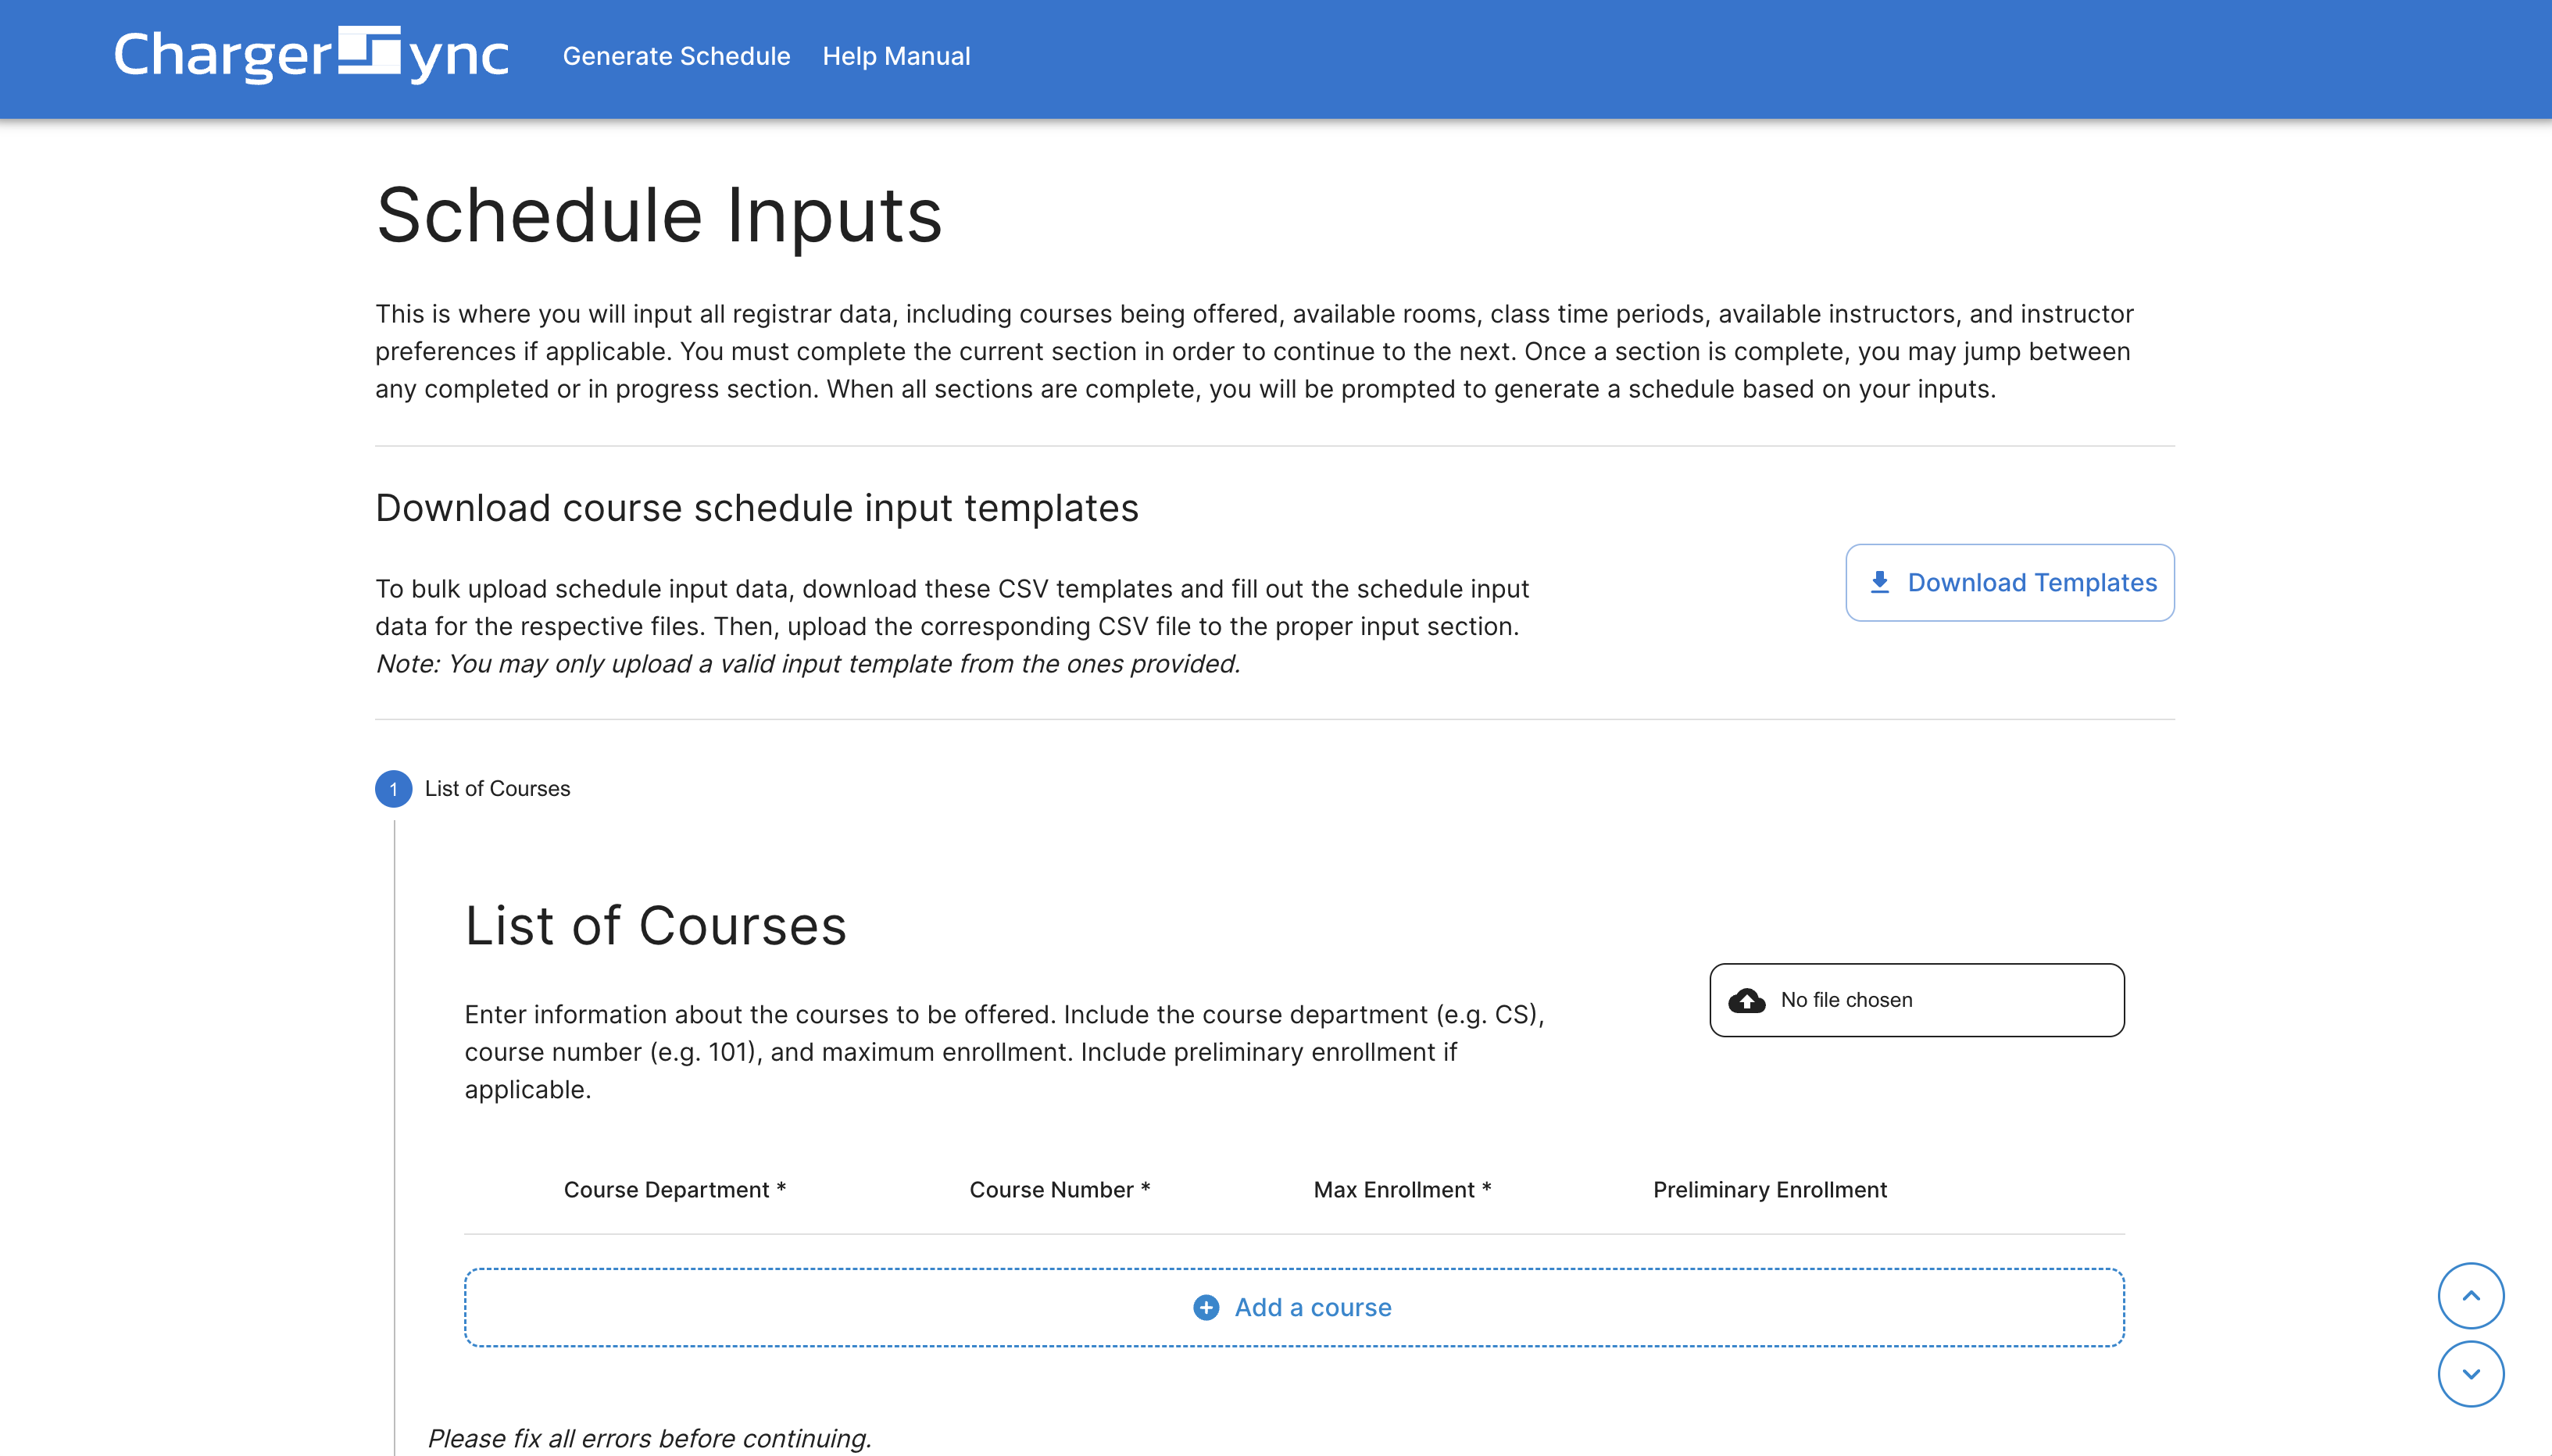 ChargerSync
Generate Schedule
Help Manual
Schedule Inputs
This is where you will input all registrar data, including courses being offered, available rooms, class time periods, available instructors, and instructor
preferences if applicable. You must complete the current section in order to continue to the next. Once a section is complete, you may jump between
any completed or in progress section. When all sections are complete, you will be prompted to generate a schedule based on your inputs.
Download course schedule input templates
To bulk upload schedule input data, download these CSV templates and fill out the schedule input
data for the respective files. Then, upload the corresponding CSV file to the proper input section.
Note: You may only upload a valid input template from the ones provided.
Download Templates
1 List of Courses
List of Courses
Enter information about the courses to be offered. Include the course department (e.g. CS),
course number (e.g. 101), and maximum enrollment. Include preliminary enrollment if
applicable.
No file chosen
Course Department * Course Number * Max Enrollment * Preliminary Enrollment
Add a course
Please fix all errors before continuing.